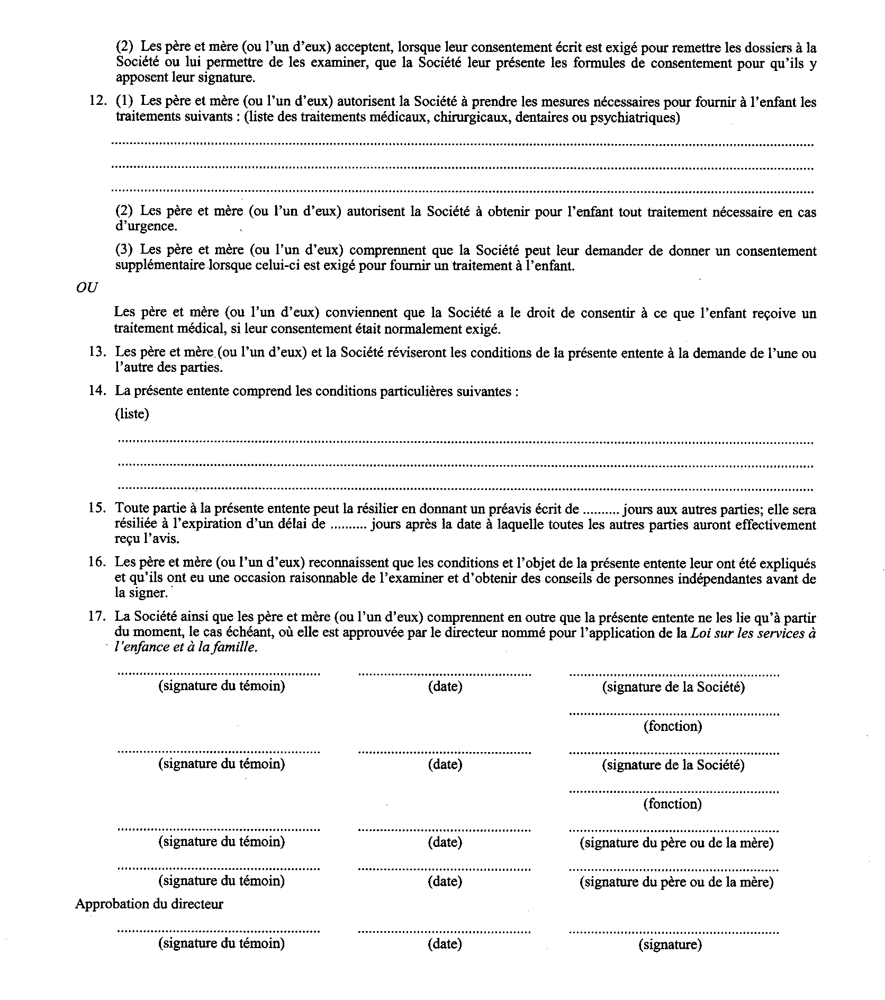 (2) Les père et mère (ou l'un d'eux) acceptent, lorsque leur consentement écrit est exigé pour remettre les dossiers à la
Société ou lui permettre de les examiner, que la Société leur présente les formules de consentement pour qu'ils y
apposent leur signature.
12. (1) Les père et mère (ou l'un d'eux) autorisent la Société à prendre les mesures nécessaires pour fournir à l'enfant les
traitements suivants : (liste des traitements médicaux, chirurgicaux, dentaires ou psychiatriques)
(2) Les père et mère (ou l'un d'eux) autorisent la Société à obtenir pour l'enfant tout traitement nécessaire en cas
d'urgence.
(3) Les père et mère (ou l'un d'eux) comprennent que la Société peut leur demander de donner un consentement
supplémentaire lorsque celui-ci est exigé pour fournir un traitement à l'enfant.
OU
Les père et mère (ou l'un d'eux) conviennent que la Société a le droit de consentir à ce que l'enfant reçoive un
traitement médical, si leur consentement était normalement exigé.
13. Les père et mère (ou l'un d'eux) et la Société réviseront les conditions de la présente entente à la demande de l'une ou
l'autre des parties.
14. La présente entente comprend les conditions particulières suivantes :
(liste)
15. Toute partie à la présente entente peut la résilier en donnant un préavis écrit de .......... jours aux autres parties; elle sera
résiliée à l'expiration d'un délai de .......... jours après la date à laquelle toutes les autres parties auront effectivement
reçu l'avis.
16. Les père et mère (ou l'un d'eux) reconnaissent que les conditions et l'objet de la présente entente leur ont été expliqués
et qu'ils ont eu une occasion raisonnable de l'examiner et d'obtenir des conseils de personnes indépendantes avant de
la signer.
17. La Société ainsi que les père et mère (ou l'un d'eux) comprennent en outre que la présente entente ne les lie qu'à partir
du moment, le cas échéant, où elle est approuvée par le directeur nommé pour l'application de la Loi sur les services à
l'enfance et à la famille.
(signature du témoin) (date) (signature de la Société)
(fonction)
(signature du témoin) (date) (signature de la Société)
(fonction)
(signature du témoin) (date) (signature du père ou de la mère)
(signature du témoin) (date) (signature du père ou de la mère)
Approbation du directeur
(signature du témoin) (date) (signature)